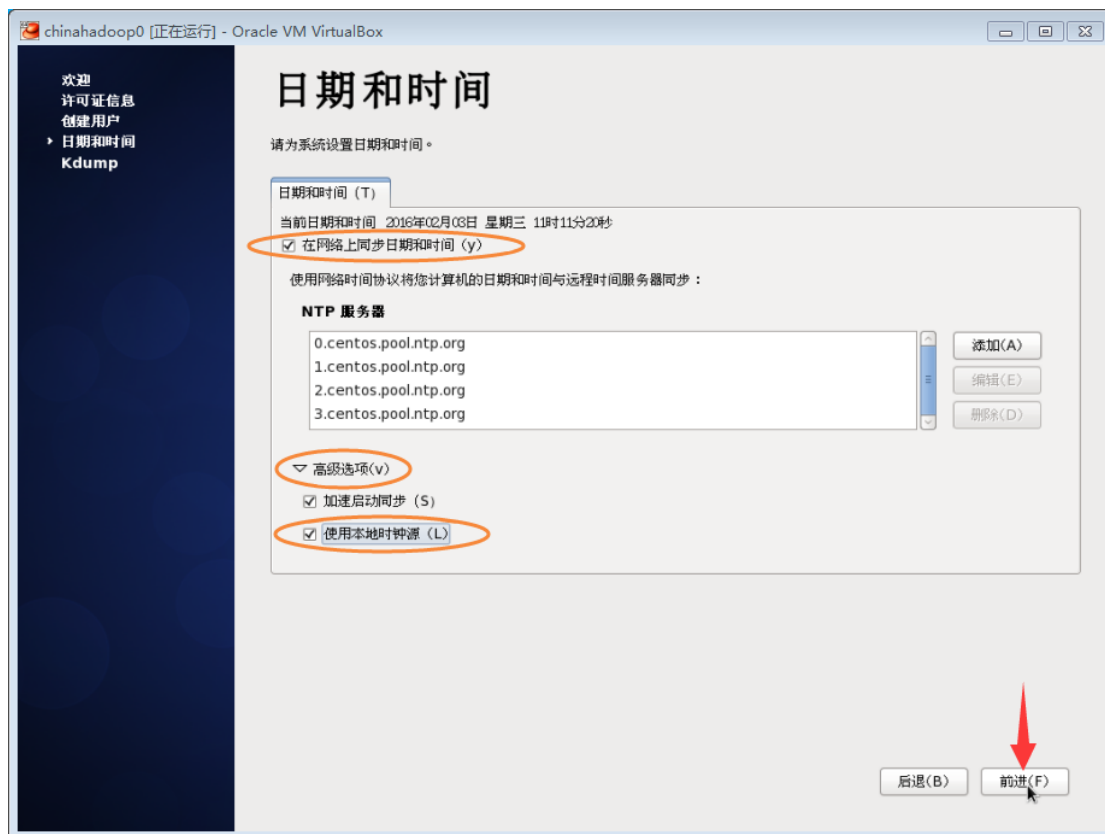 chinahadoop0 [正在运行] - Oracle VM VirtualBox
欢迎
许可证信息
创建用户
日期和时间
Kdump
日期和时间
请为系统设置日期和时间。
日期和时间 (T)
当前日期和时间 2016年02月03日 星期三 11时11分20秒
在网络上同步日期和时间 (y)
使用网络时间协议将您计算机的日期和时间与远程时间服务器同步：
NTP 服务器
0.centos.pool.ntp.org
1.centos.pool.ntp.org
2.centos.pool.ntp.org
3.centos.pool.ntp.org
添加(A)
编辑(E)
删除(D)
高级选项(v)
加速启动同步 (S)
使用本地时钟源 (L)
后退(B)
前进(F)